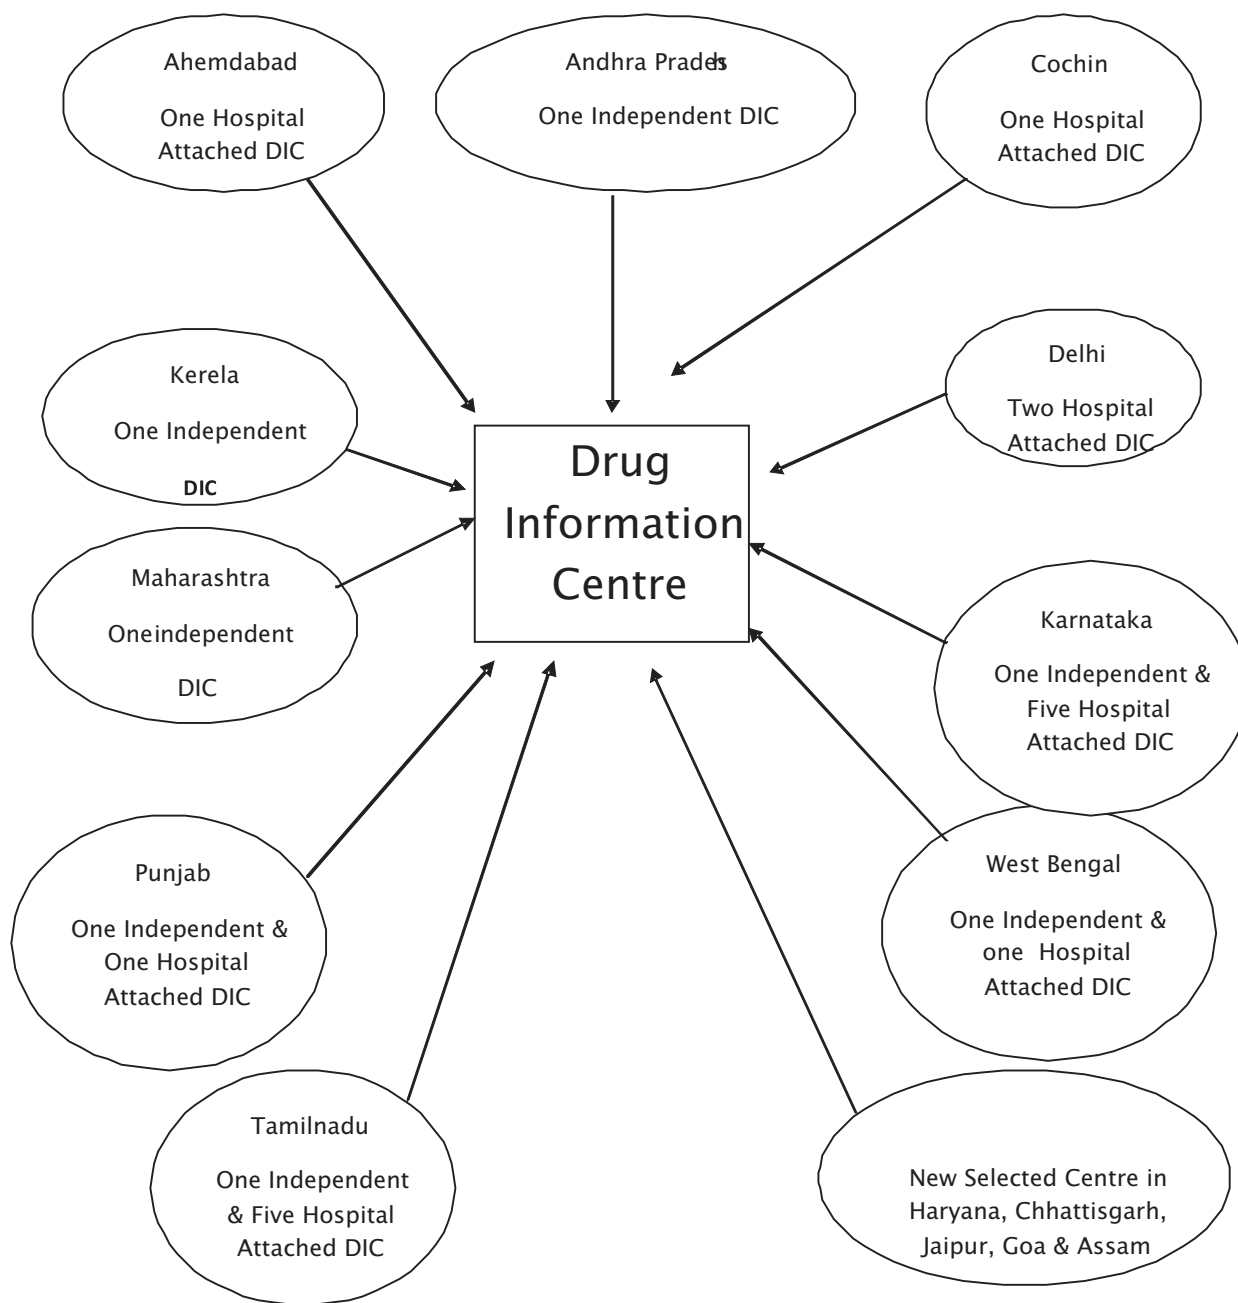 Ahemdabad
One Hospital
Attached DIC
Andhra Pradesh
One Independent DIC
Cochin
One Hospital
Attached DIC
Kerela
One Independent
DIC
Delhi
Two Hospital
Attached DIC
Drug
Information
Centre
Maharashtra
Oneindependent
DIC
Karnataka
One Independent &
Five Hospital
Attached DIC
Punjab
One Independent &
One Hospital
Attached DIC
West Bengal
One Independent &
one Hospital
Attached DIC
Tamilnadu
One Independent
& Five Hospital
Attached DIC
New Selected Centre in
Haryana, Chhattisgarh,
Jaipur, Goa & Assam